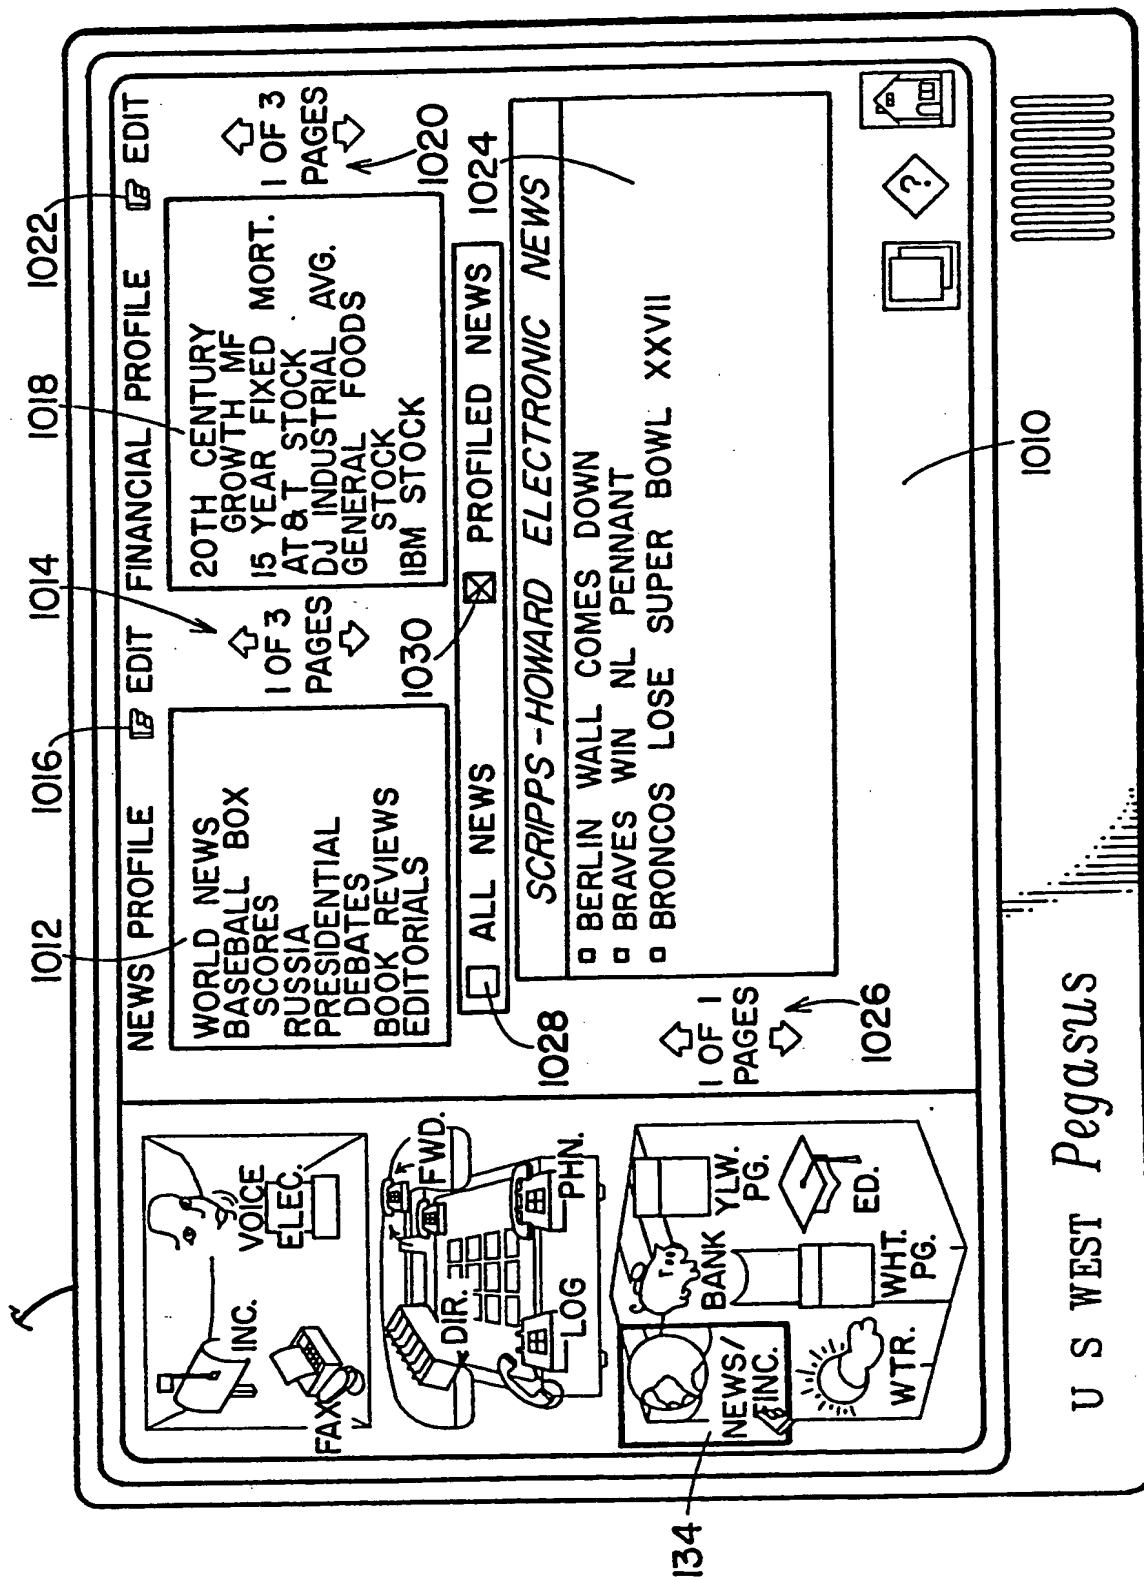 1012
1016
1014
1018
1022
NEWS PROFILE EDIT
FINANCIAL PROFILE EDIT
WORLD NEWS
BASEBALL BOX
SCORES
RUSSIA
PRESIDENTIAL
DEBATES
BOOK REVIEWS
EDITORIALS
1 OF 3
PAGES
20TH CENTURY
GROWTH MF
15 YEAR FIXED MORT.
AT&T STOCK
DJ INDUSTRIAL AVG.
GENERAL FOODS
STOCK
IBM STOCK
1 OF 3
PAGES
1020
1030
ALL NEWS PROFILED NEWS
1024
1028
SCRIPPS-HOWARD ELECTRONIC NEWS
BERLIN WALL COMES DOWN
BRAVES WIN NL PENNANT
BRONCOS LOSE SUPER BOWL XXVII
1 OF 1
PAGES
1026
?
1010
INC.
VOICE
ELEC.
FAX
FWD.
DIR.
LOG
PHN.
NEWS/
FINC.
BANK
YLW.
PG.
WTR.
WHT.
PG.
ED.
134
U S WEST Pegasus